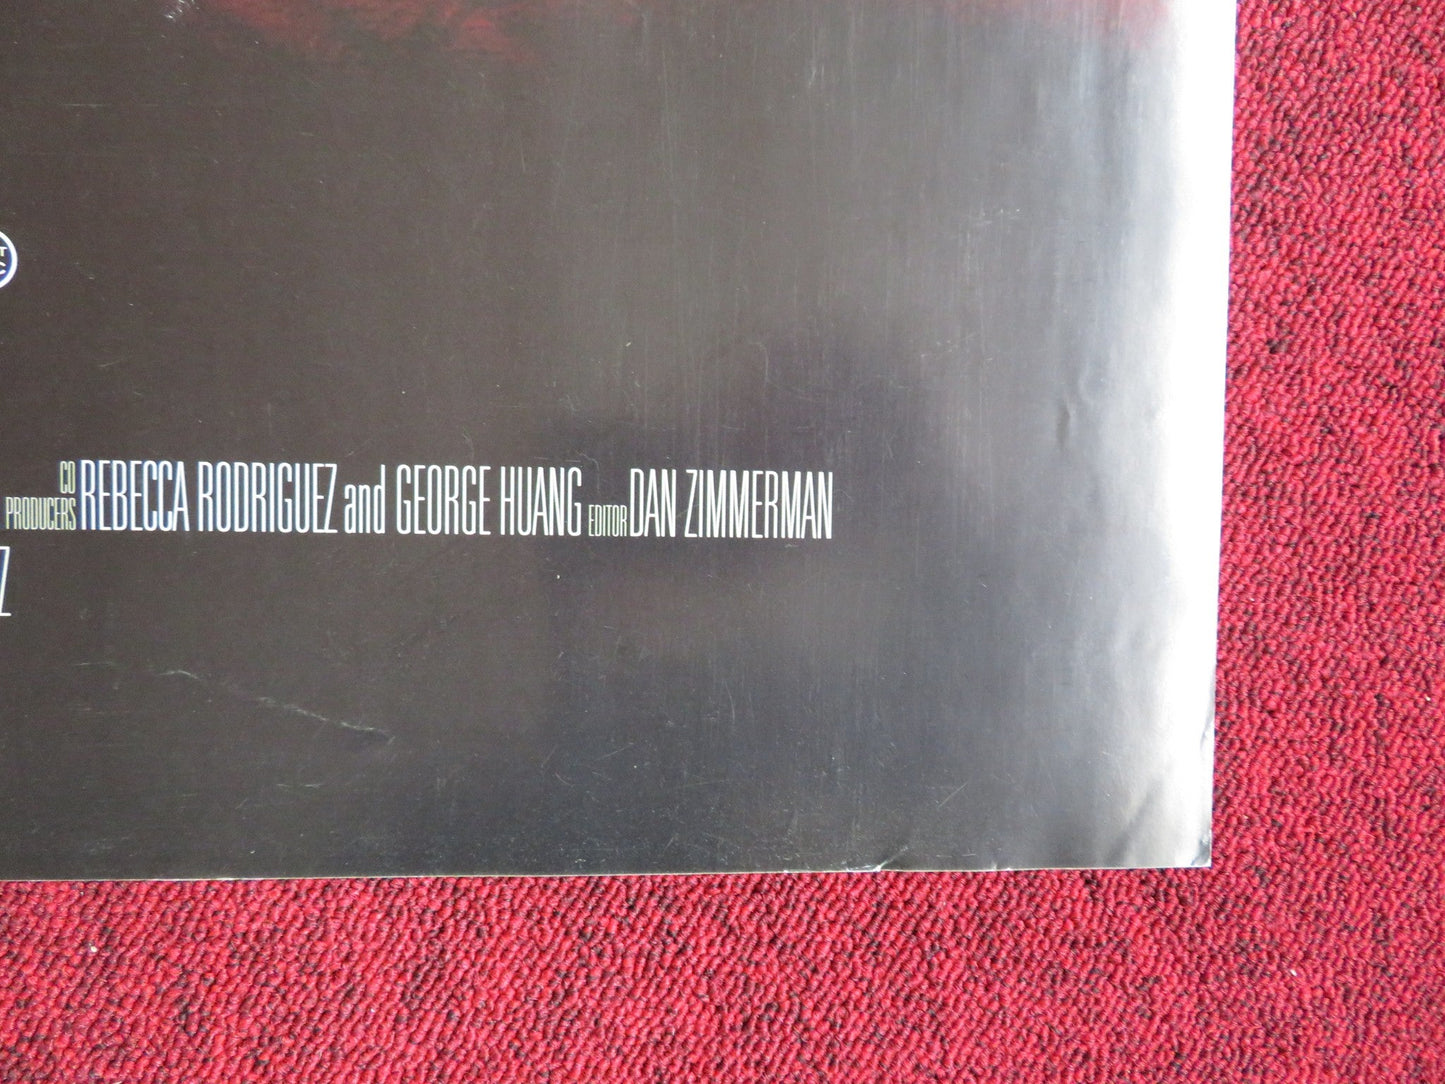 T
C
CO PRODUCERS REBECCA RODRIGUEZ and GEORGE HUANG EDITOR DAN ZIMMERMAN
Z